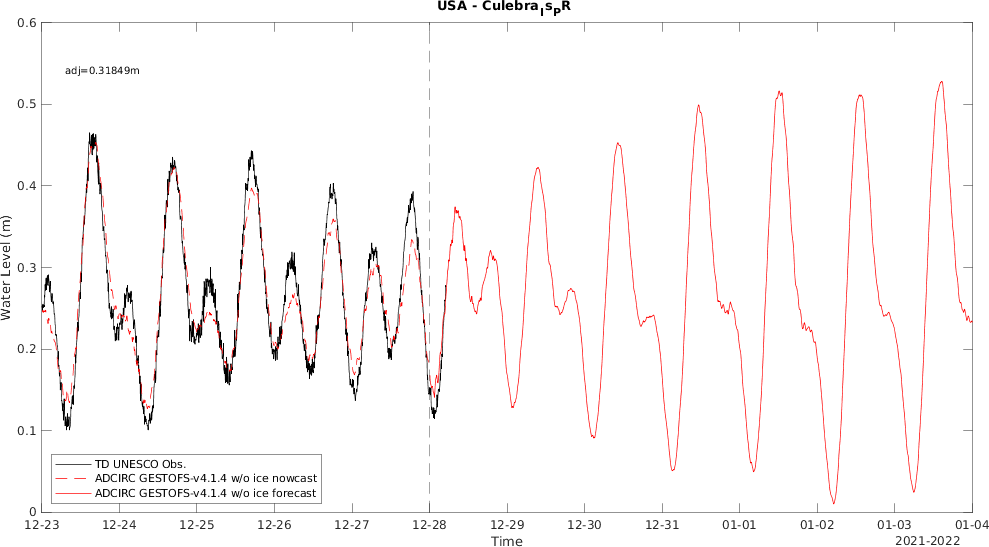 USA - Culebra_Is_PR
adj=0.31849m
Water Level (m)
0.6
0.5
0.4
0.3
0.2
0.1
0
TD UNESCO Obs.
ADCIRC GESTOFS-v4.1.4 w/o ice nowcast
ADCIRC GESTOFS-v4.1.4 w/o ice forecast
12-23 12-24 12-25 12-26 12-27 12-28 12-29 12-30 12-31 01-01 01-02 01-03 01-04
Time
2021-2022